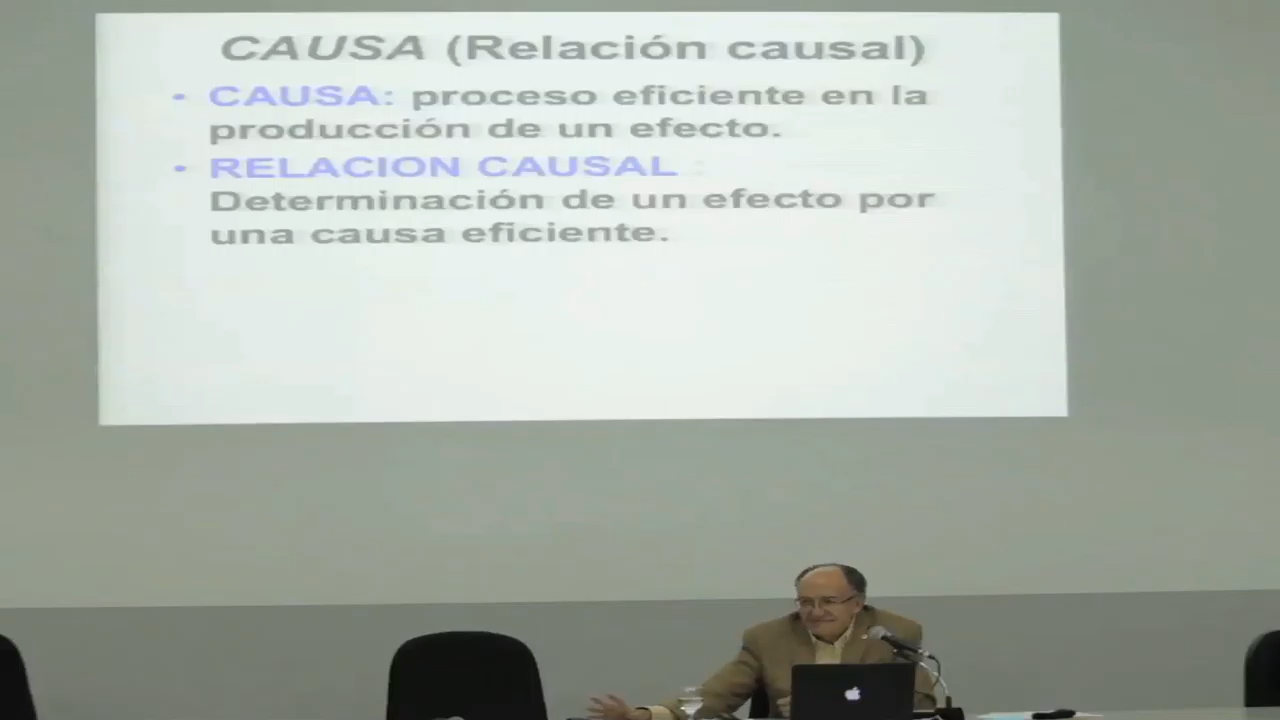 CAUSA (Relación causal)
• CAUSA: proceso eficiente en la
producción de un efecto.
• RELACION CAUSAL :
Determinación de un efecto por
una causa eficiente.